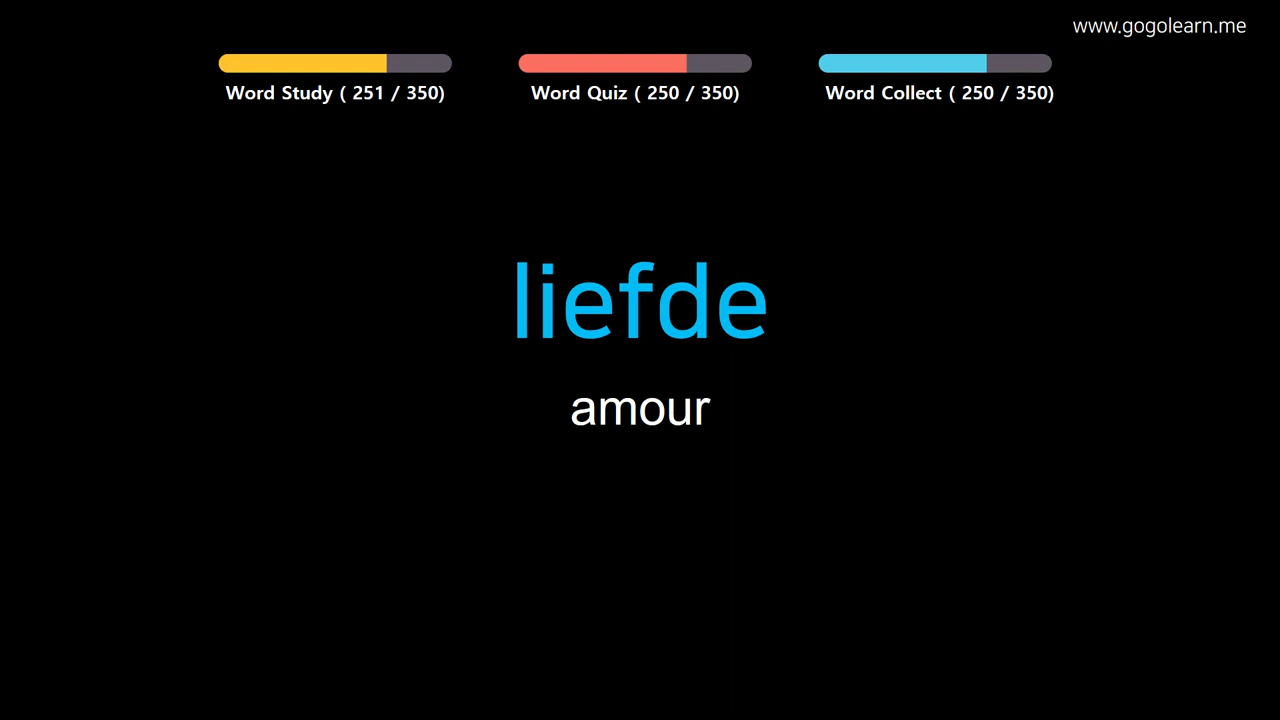 www.gogolearn.me
Word Study ( 251 / 350)
Word Quiz ( 250 / 350)
Word Collect ( 250 / 350)
liefde
amour